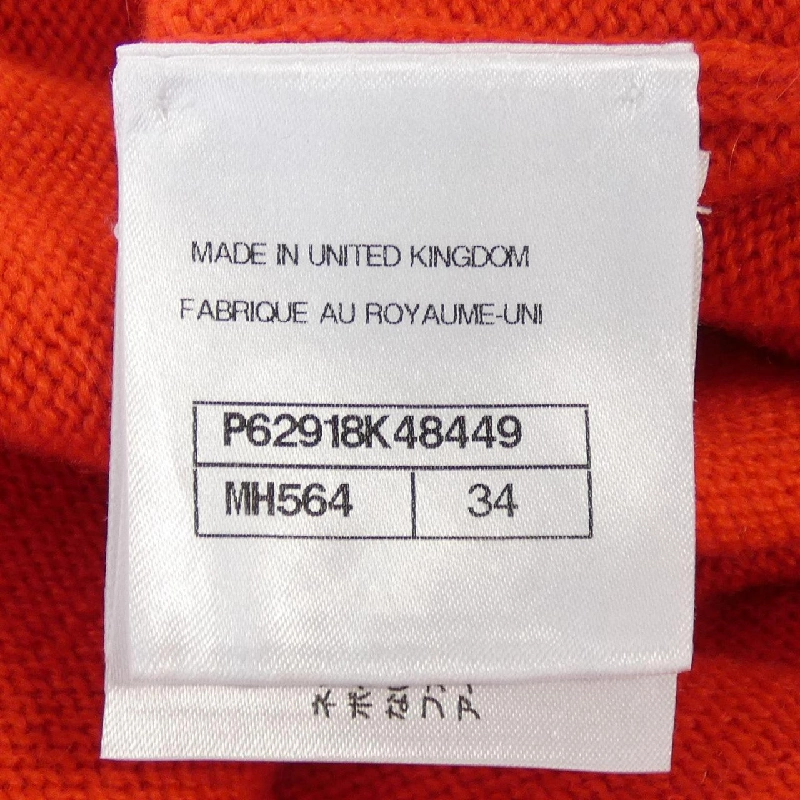 MADE IN UNITED KINGDOM
FABRIQUE AU ROYAUME-UNI
P62918K48449
MH564 34